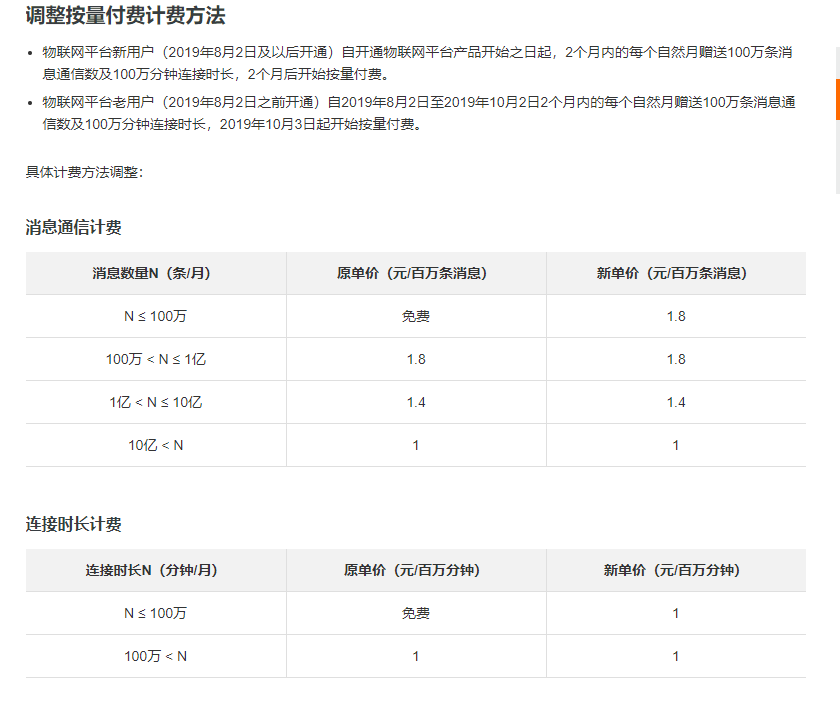 调整按量付费计费方法
物联网平台新用户（2019年8月2日及以后开通）自开通物联网平台产品开始之日起，2个月内的每个自然月赠送100万条消
息通信数及100万分钟连接时长，2个月后开始按量付费。
物联网平台老用户（2019年8月2日之前开通）自2019年8月2日至2019年10月2日2个月内的每个自然月赠送100万条消息通
信数及100万分钟连接时长，2019年10月3日起开始按量付费。
具体计费方法调整：
消息通信计费
消息数量N（条/月） 原单价（元/百万条消息） 新单价（元/百万条消息）
N ≤ 100万 免费 1.8
100万 < N ≤ 1亿 1.8 1.8
1亿 < N ≤ 10亿 1.4 1.4
10亿 < N 1 1
连接时长计费
连接时长N（分钟/月） 原单价（元/百万分钟） 新单价（元/百万分钟）
N ≤ 100万 免费 1
100万 < N 1 1